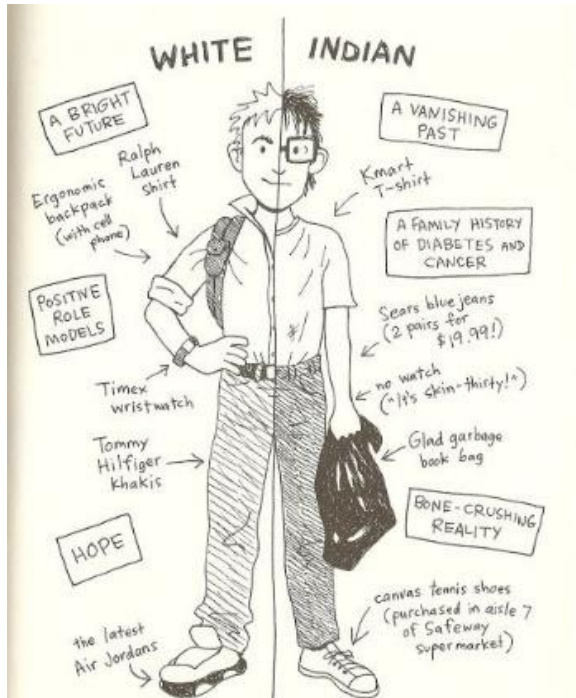 WHITE
INDIAN
A BRIGHT
FUTURE
Ralph
Lauren
Shirt
Ergonomic
backpack
(with cell
phone)
POSITIVE
ROLE
MODELS
Timex
wristwatch
Tommy
Hilfiger
Khakis
HOPE
the latest
Air Jordans
A VANISHING
PAST
Kmart
T-shirt
A FAMILY HISTORY
OF DIABETES AND
CANCER
Sears blue jeans
(2 pairs for
$19.99!)
no watch
("It's skin-thirty!")
Glad garbage
book bag
BONE-CRUSHING
REALITY
canvas tennis shoes
(purchased in aisle 7
of Safeway
supermarket)